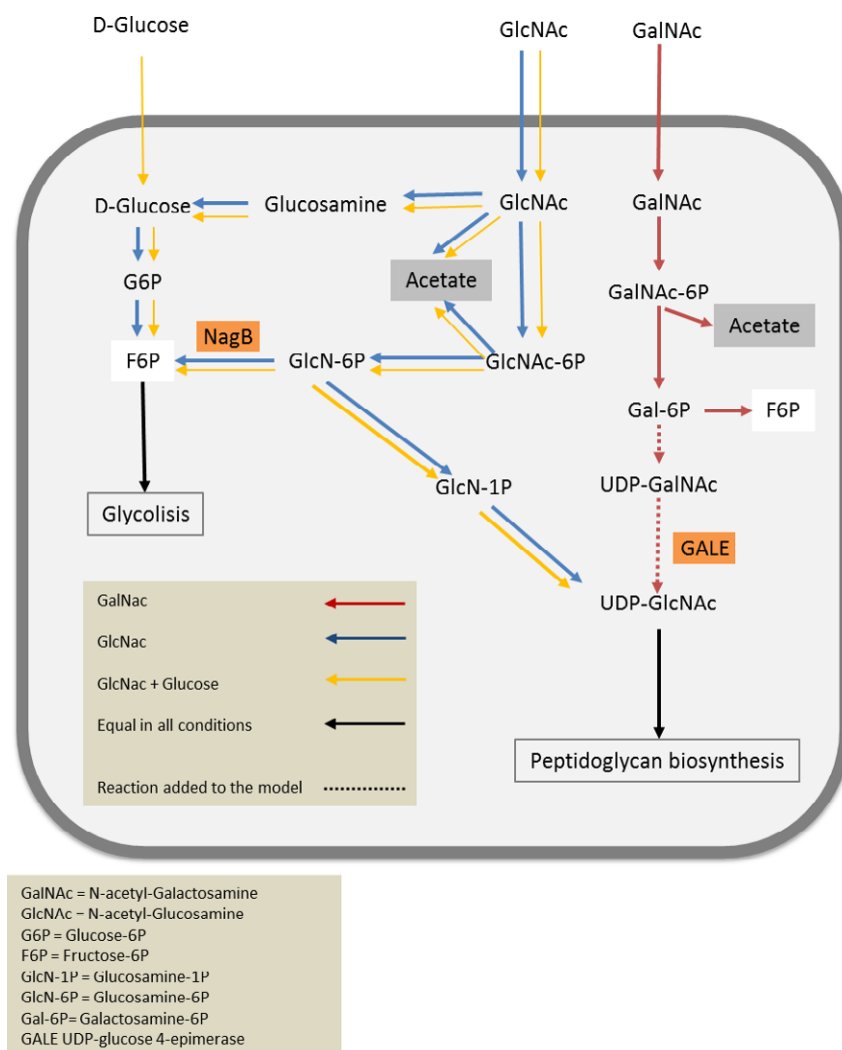 D-Glucose
GlcNAc
GalNAc
D-Glucose
Glucosamine
GlcNAc
GalNAc
G6P
Acetate
GalNAc-6P
Acetate
NagB
F6P
GlcN-6P
GlcNAc-6P
Gal-6P
F6P
GlcN-1P
UDP-GalNAc
Glycolisis
GALE
UDP-GlcNAc
GalNac
GlcNac
GlcNac + Glucose
Equal in all conditions
Reaction added to the model
Peptidoglycan biosynthesis
GalNAc = N-acetyl-Galactosamine
GlcNAc = N-acetyl-Glucosamine
G6P = Glucose-6P
F6P = Fructose-6P
GlcN-1P = Glucosamine-1P
GlcN-6P = Glucosamine-6P
Gal-6P= Galactosamine-6P
GALE UDP-glucose 4-epimerase